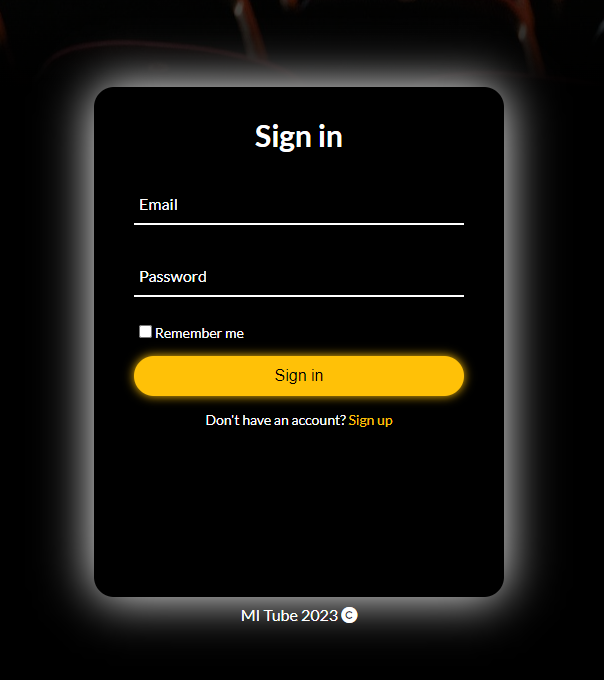 Sign in
Email
Password
Remember me
Sign in
Don't have an account? Sign up
MI Tube 2023 ©